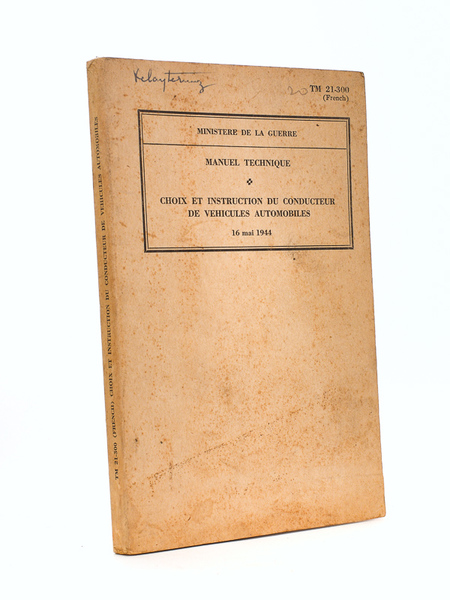 TM 21-300
(French)
MINISTERE DE LA GUERRE
MANUEL TECHNIQUE
CHOIX ET INSTRUCTION DU CONDUCTEUR
DE VEHICULES AUTOMOBILES
16 mai 1944
TM 21-300 (FRENCH) CHOIX ET INSTRUCTION DU CONDUCTEUR DE VEHICULES AUTOMOBILES